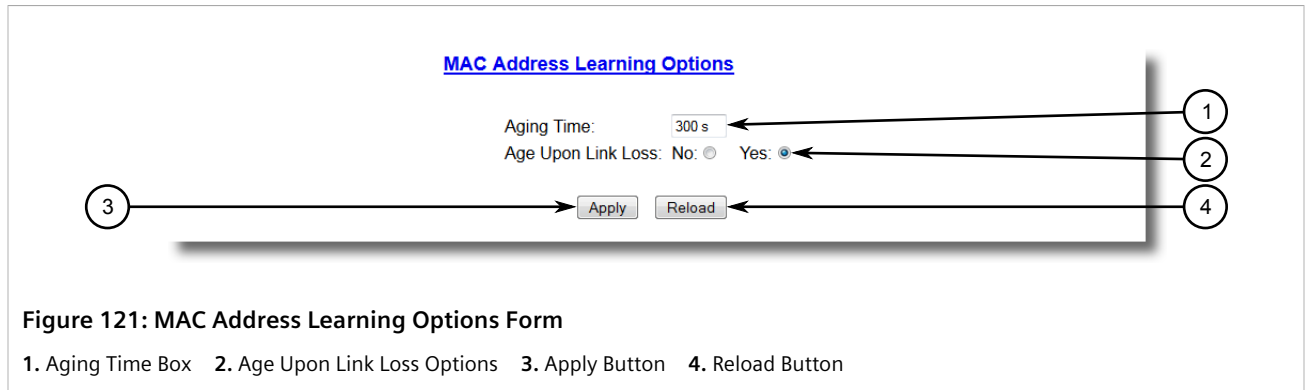 MAC Address Learning Options
Aging Time: 300 s
1
Age Upon Link Loss: No: Yes:
2
3
Apply Reload
4
Figure 121: MAC Address Learning Options Form
1. Aging Time Box 2. Age Upon Link Loss Options 3. Apply Button 4. Reload Button